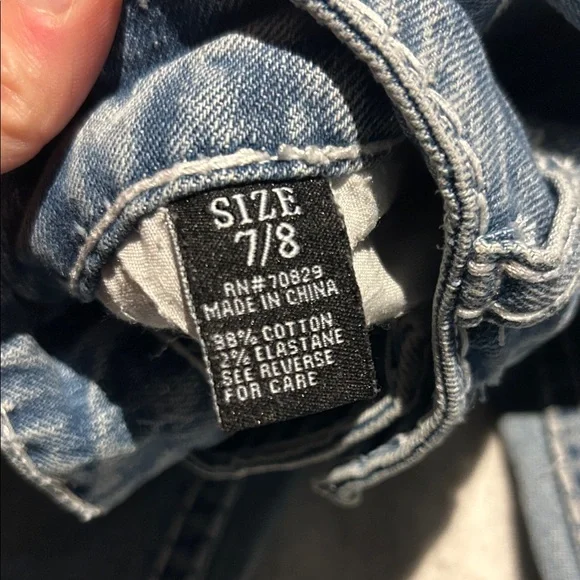 SIZE
7/8
RN#70829
MADE IN CHINA
98% COTTON
2% ELASTANE
SEE REVERSE
FOR CARE